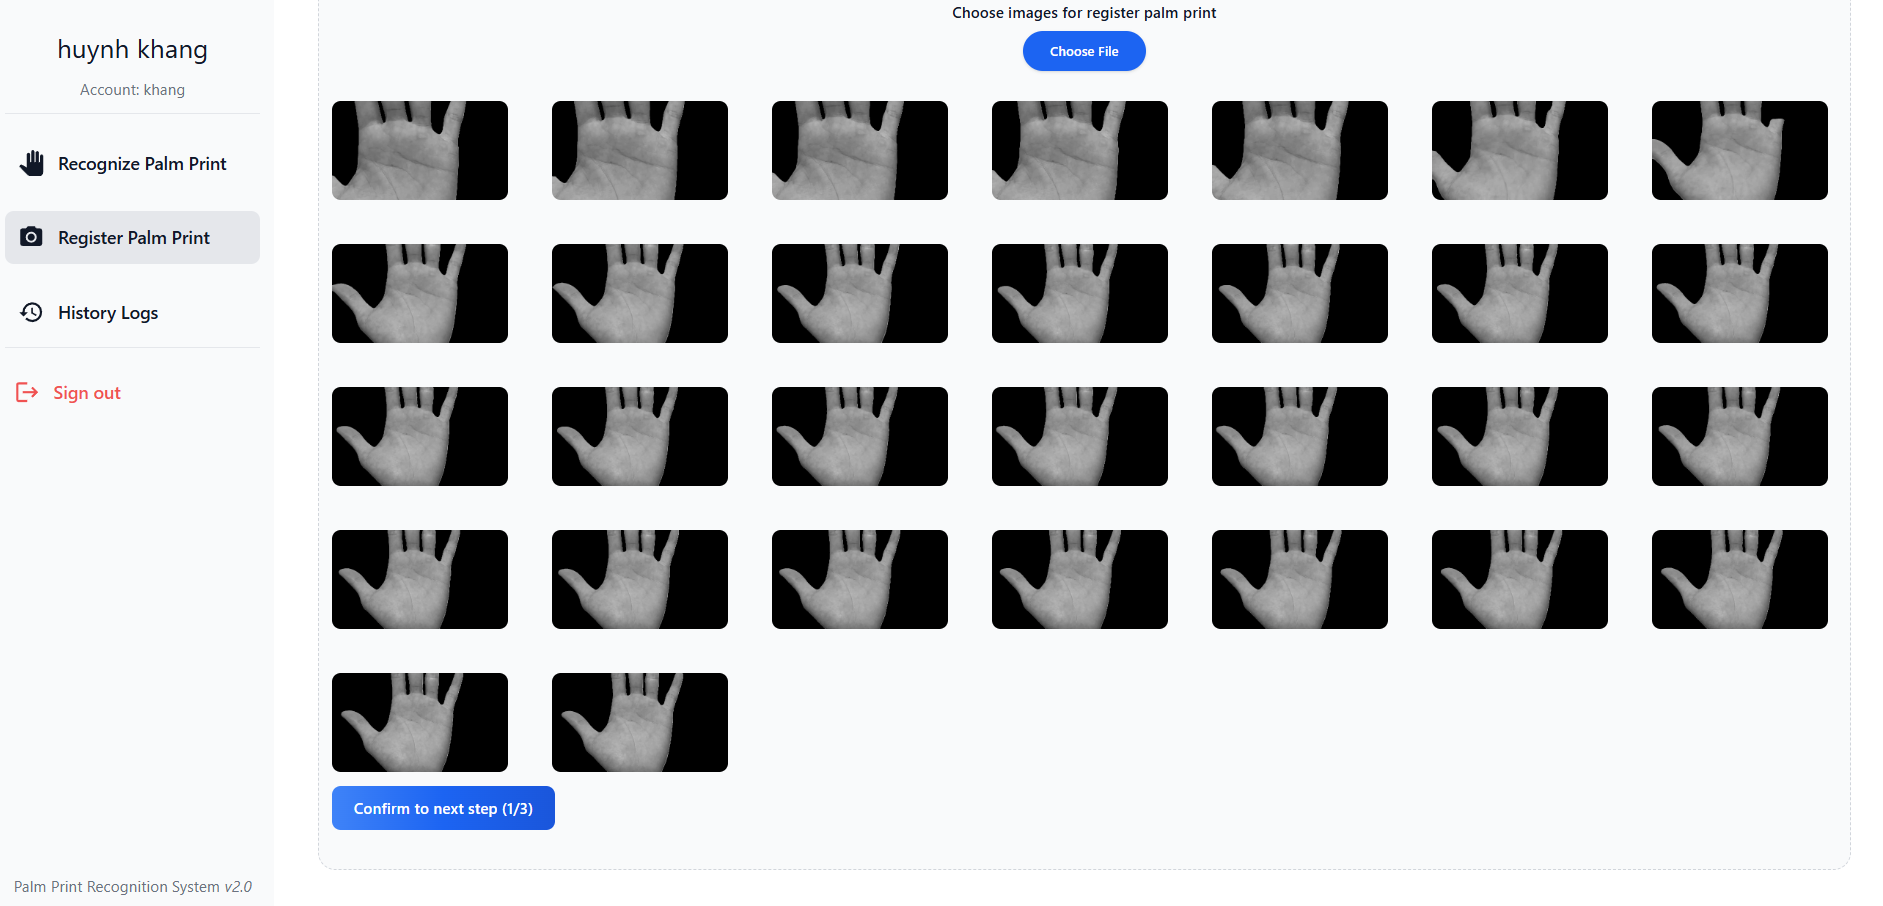 huynh khang
Account: khang
Recognize Palm Print
Register Palm Print
History Logs
Sign out
Palm Print Recognition System v2.0
Choose images for register palm print
Choose File
Confirm to next step (1/3)